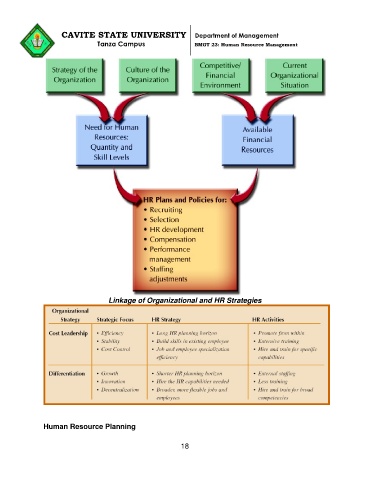 CAVITE STATE UNIVERSITY
Tanza Campus
Department of Management
BMGT 23: Human Resource Management
Strategy of the
Organization
Culture of the
Organization
Competitive/
Financial
Environment
Current
Organizational
Situation
Need for Human
Resources:
Quantity and
Skill Levels
Available
Financial
Resources
HR Plans and Policies for:
• Recruiting
• Selection
• HR development
• Compensation
• Performance
management
• Staffing
adjustments
Linkage of Organizational and HR Strategies
Organizational
Strategy Strategic Focus HR Strategy HR Activities
Cost Leadership • Efficiency • Long HR planning horizon • Promote from within
• Stability • Build skills in existing employee • Extensive training
• Cost Control • Job and employee specialization • Hire and train for specific
efficiency capabilities
Differentiation • Growth • Shorter HR planning horizon • External staffing
• Innovation • Hire the HR capabilities needed • Less training
• Decentralization • Broader more flexible jobs and • Hire and train for broad
employees competencies
Human Resource Planning
18